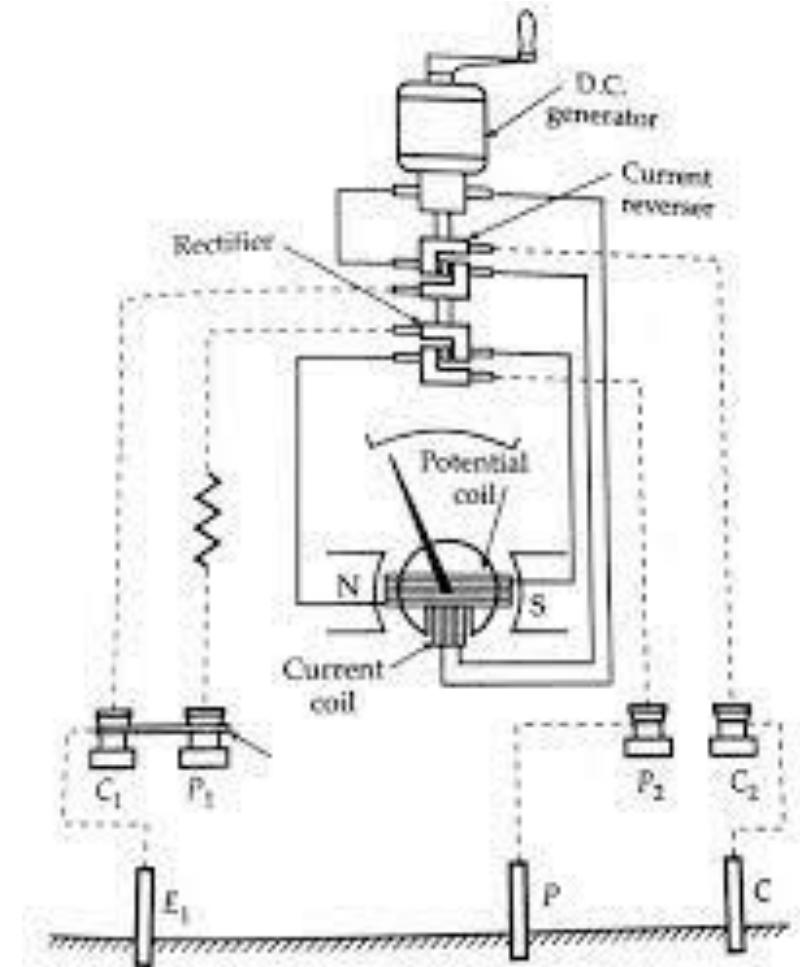 D.C.
generator
Current
reverser
Rectifier
Potential
coil
N
S
Current
coil
C₁
P₁
P₂
C₂
E₁
P
C